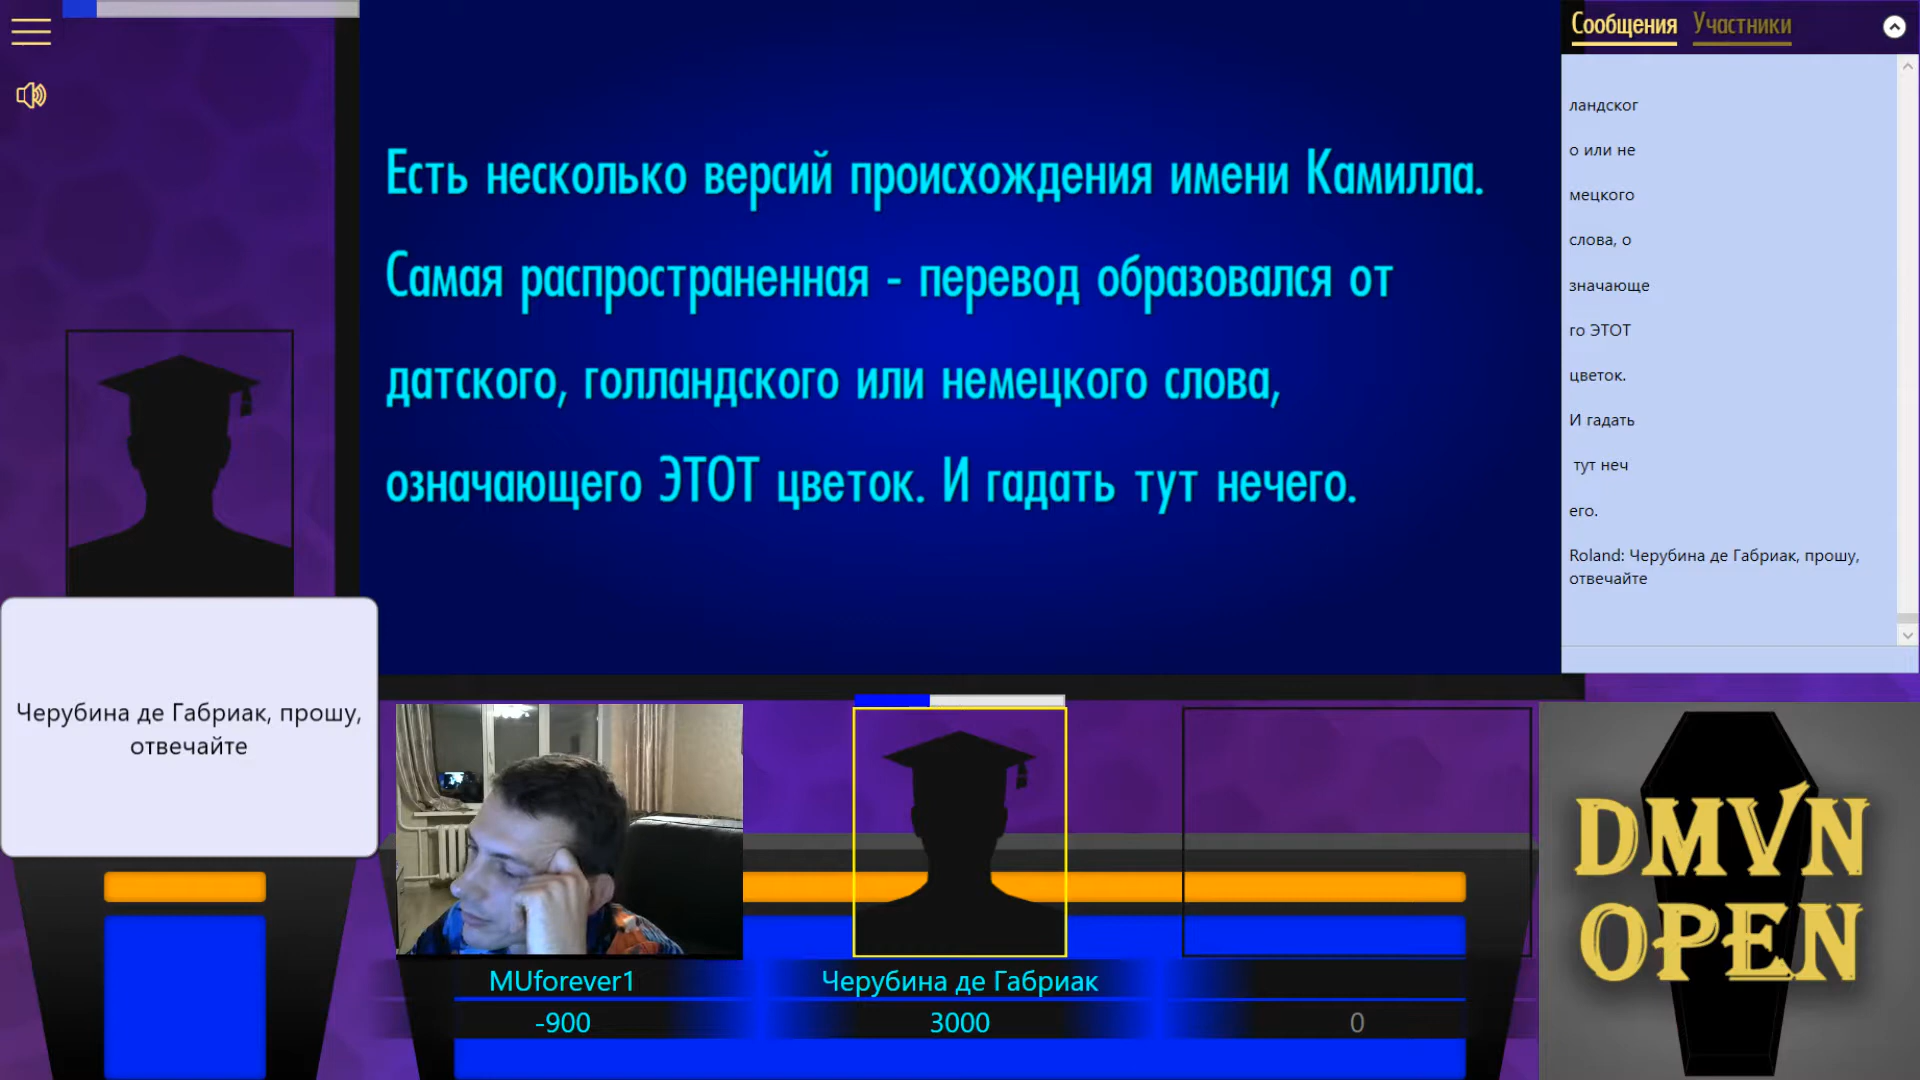 Сообщения Участники
Есть несколько версий происхождения имени Камилла.
Самая распространенная - перевод образовался от
датского, голландского или немецкого слова,
означающего ЭТОТ цветок. И гадать тут нечего.
ландског
о или не
мецкого
слова, о
значающе
го ЭТОТ
цветок.
И гадать
тут неч
его.
Roland: Черубина де Габриак, прошу,
отвечайте
Черубина де Габриак, прошу,
отвечайте
MUforever1
-900
Черубина де Габриак
3000
0
DMVN
OPEN